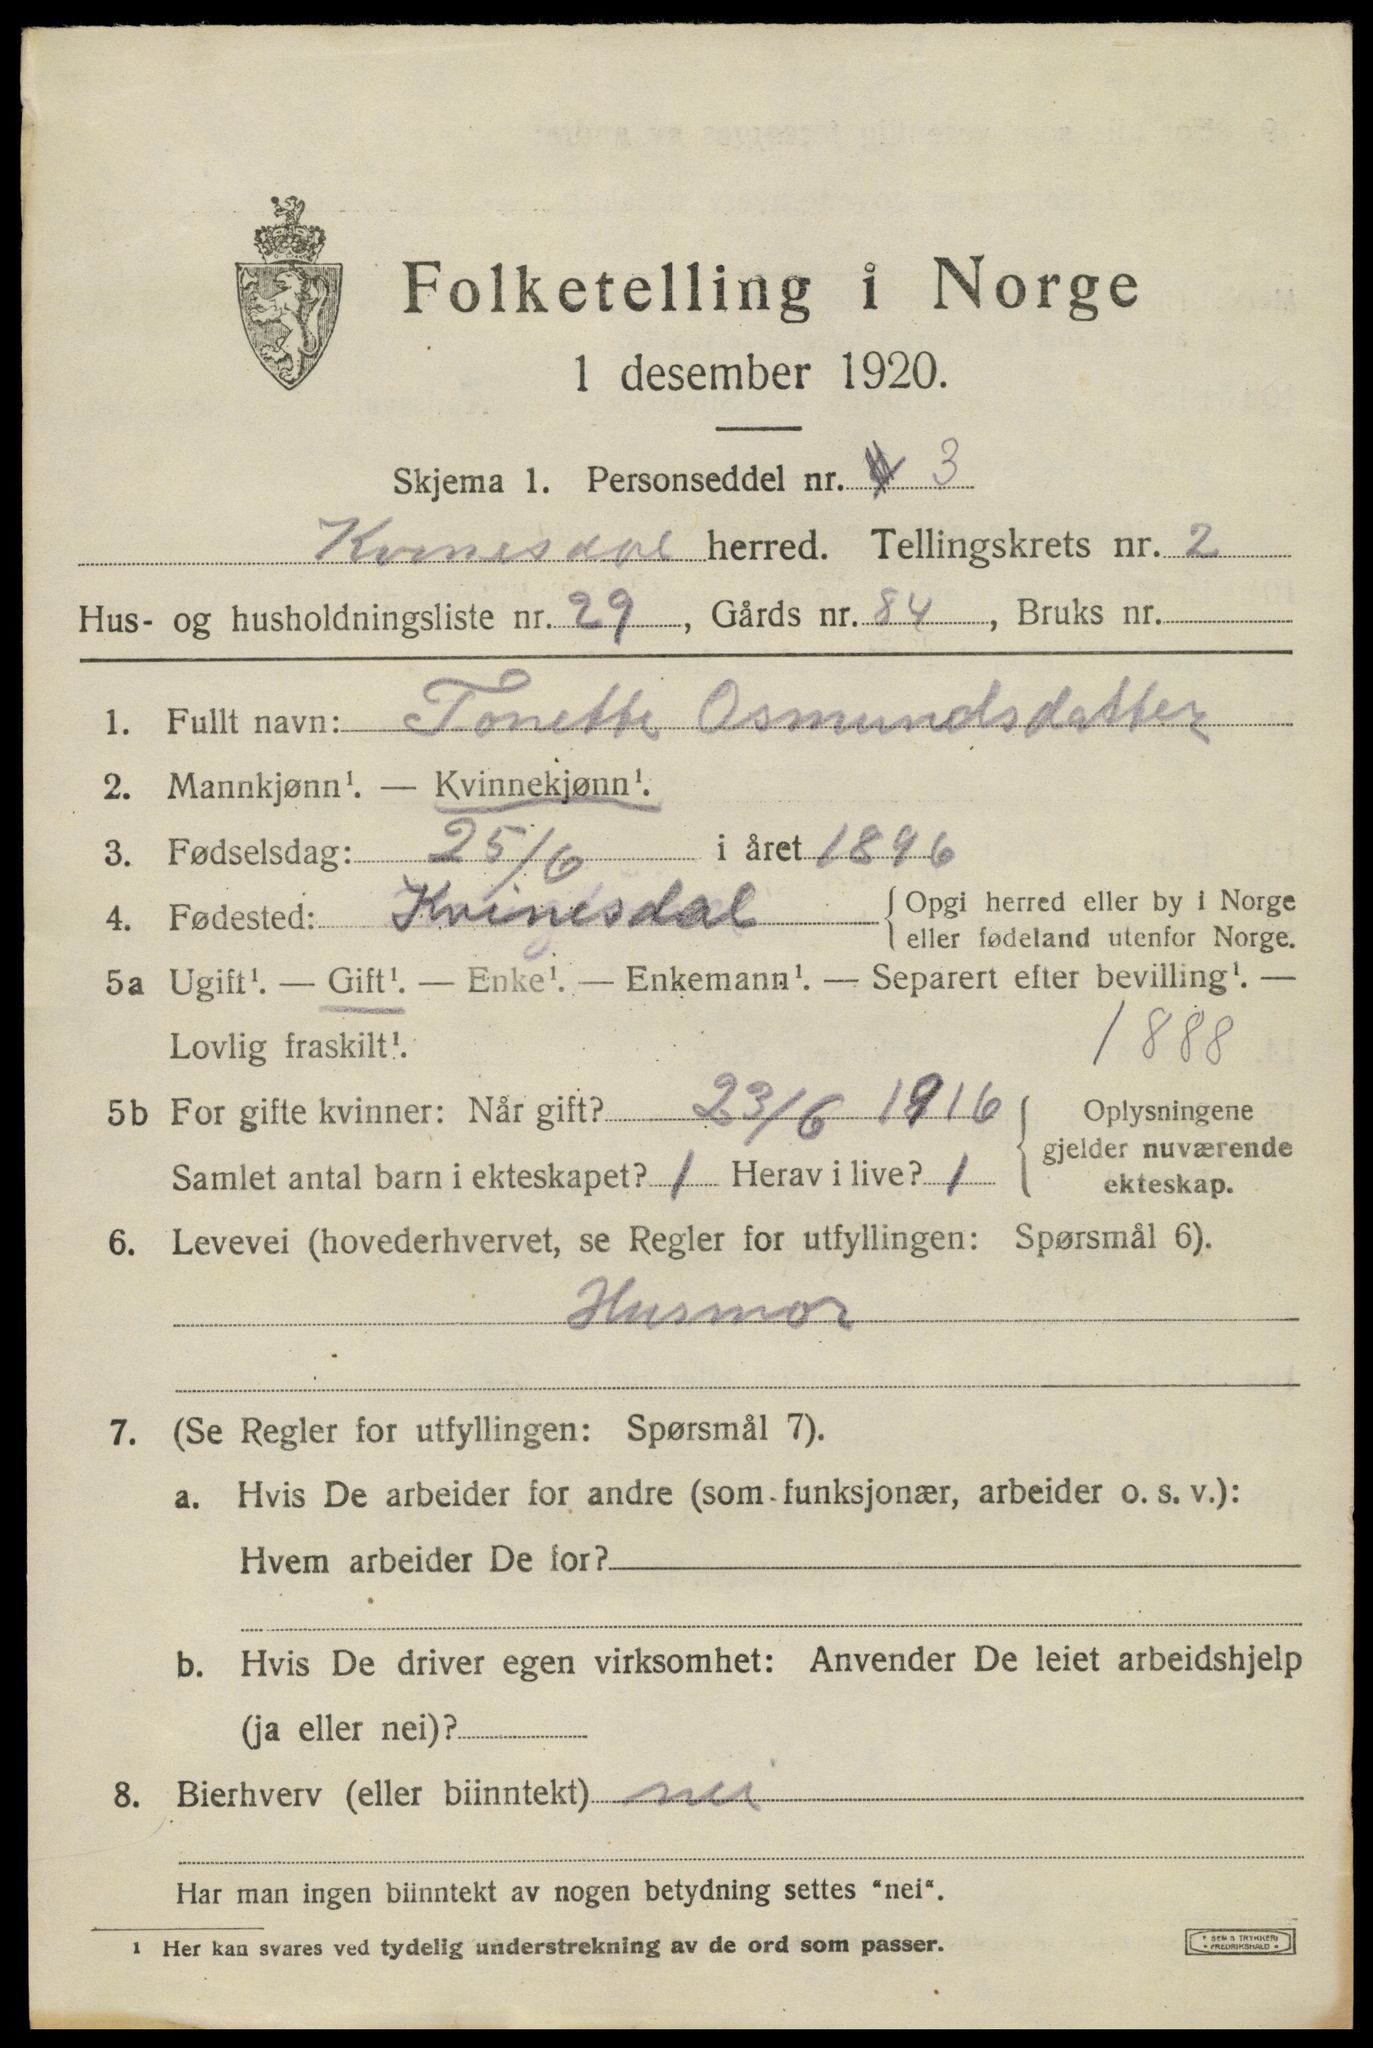 Folketelling i Norge
1 desember 1920.
Skjema 1. Personseddel nr. 3
Kvinesdal herred. Tellingskrets nr. 2
Hus- og husholdningsliste nr. 29, Gårds nr. 84, Bruks nr.
1. Fullt navn: Tonette Osmundsdatter
2. Mannkjønn¹. — Kvinnekjønn¹.
3. Fødselsdag: 25/6 i året 1896
4. Fødested: Kvinesdal { Opgi herred eller by i Norge
eller fødeland utenfor Norge.
5a Ugift¹. — Gift¹. — Enke¹. — Enkemann¹. — Separert efter bevilling¹. —
Lovlig fraskilt¹. 1888
5b For gifte kvinner: Når gift? 23/6 1916 { Oplysningene
gjelder nuværende
Samlet antal barn i ekteskapet? 1 Herav i live? 1 ekteskap.
6. Levevei (hovederhvervet, se Regler for utfyllingen: Spørsmål 6).
Husmor
7. (Se Regler for utfyllingen: Spørsmål 7).
a. Hvis De arbeider for andre (som funksjonær, arbeider o. s. v.):
Hvem arbeider De for?
b. Hvis De driver egen virksomhet: Anvender De leiet arbeidshjelp
(ja eller nei)?
8. Bierhverv (eller biinntekt) nei
Har man ingen biinntekt av nogen betydning settes "nei".
1 Her kan svares ved tydelig understrekning av de ord som passer.
TRYKKERI
FREDRIKSHALD